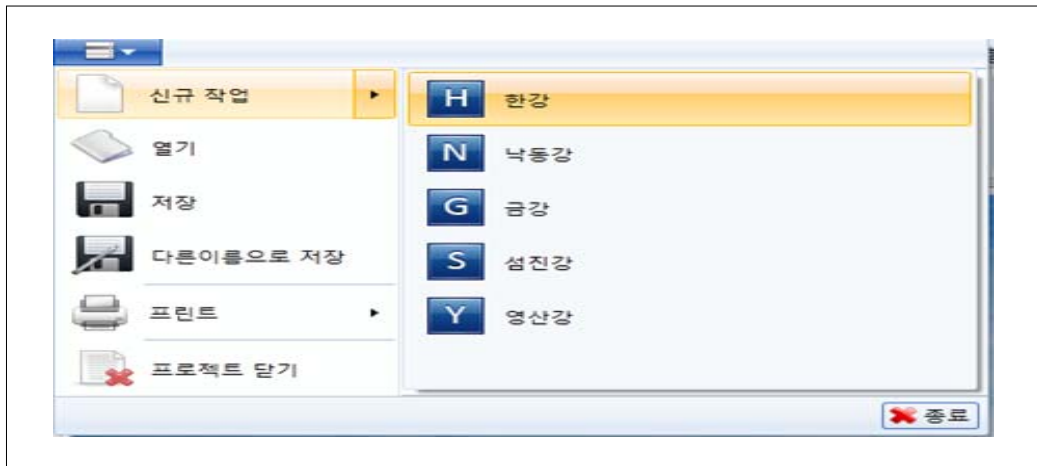 신규 작업
열기
저장
다른이름으로 저장
프린트
프로젝트 닫기
H 한강
N 낙동강
G 금강
S 섬진강
Y 영산강
종료